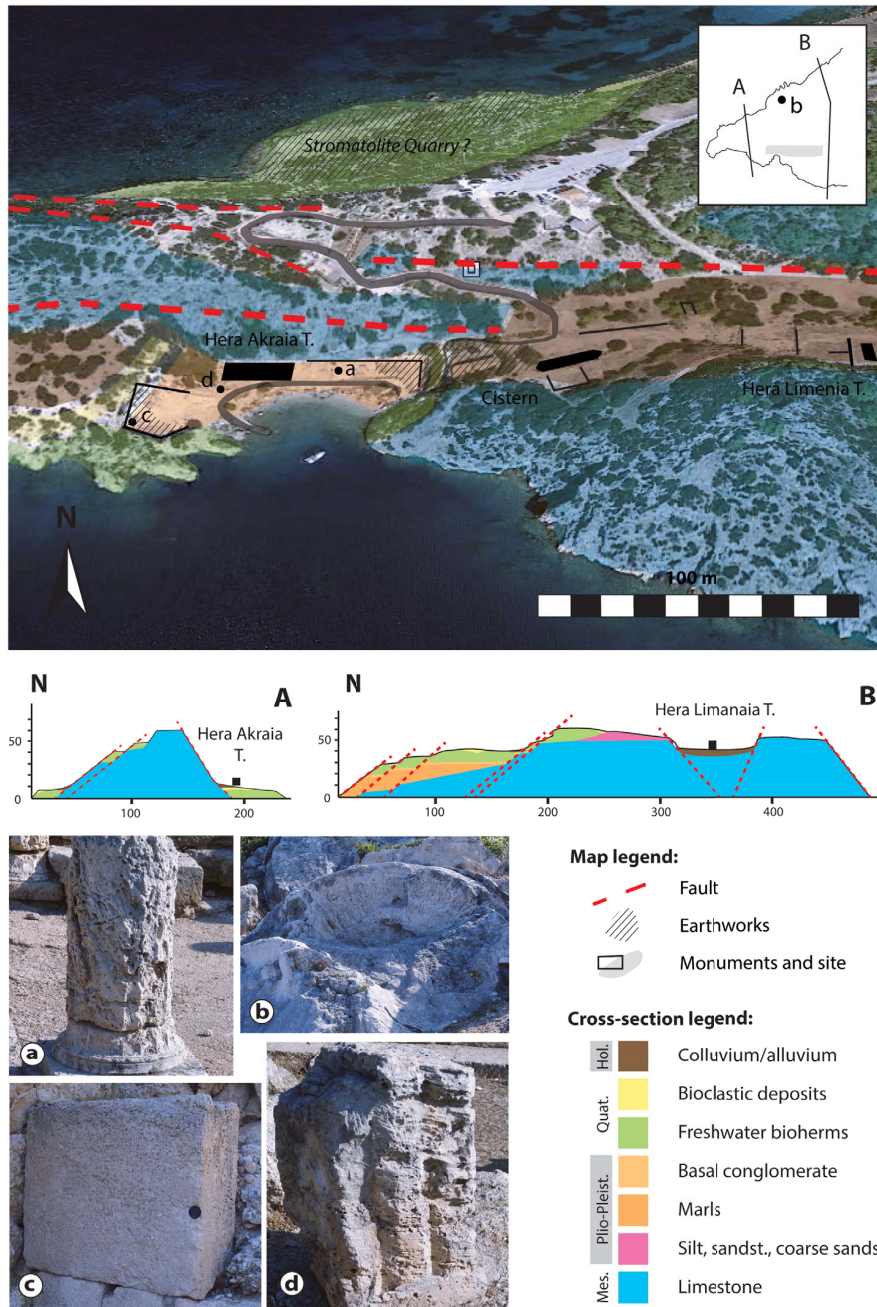 B
A
b
Stromatolite Quarry ?
Hera Akraia T.
a
d
c
Cistern
Hera Limenia T.
N
100 m
N
A
Hera Akraia
T.
50
0
100
200
N
B
Hera Limanaia T.
50
0
100
200
300
400
a
b
c
d
Map legend:
Fault
Earthworks
Monuments and site
Cross-section legend:
Hol.
Colluvium/alluvium
Quat.
Bioclastic deposits
Freshwater bioherms
Plio-Pleist.
Basal conglomerate
Marls
Silt, sandst., coarse sands
Mes.
Limestone